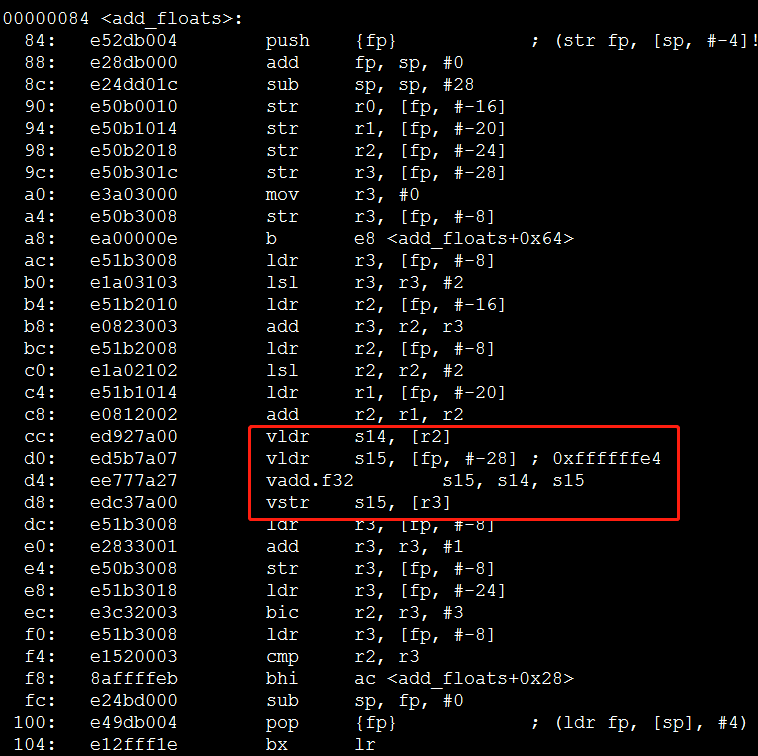 00000084 <add_floats>:
84: e52db004 push {fp} ; (str fp, [sp, #-4]!
88: e28db000 add fp, sp, #0
8c: e24dd01c sub sp, sp, #28
90: e50b0010 str r0, [fp, #-16]
94: e50b1014 str r1, [fp, #-20]
98: e50b2018 str r2, [fp, #-24]
9c: e50b301c str r3, [fp, #-28]
a0: e3a03000 mov r3, #0
a4: e50b3008 str r3, [fp, #-8]
a8: ea00000e b e8 <add_floats+0x64>
ac: e51b3008 ldr r3, [fp, #-8]
b0: e1a03103 lsl r3, r3, #2
b4: e51b2010 ldr r2, [fp, #-16]
b8: e0823003 add r3, r2, r3
bc: e51b2008 ldr r2, [fp, #-8]
c0: e1a02102 lsl r2, r2, #2
c4: e51b1014 ldr r1, [fp, #-20]
c8: e0812002 add r2, r1, r2
cc: ed927a00 vldr s14, [r2]
d0: ed5b7a07 vldr s15, [fp, #-28] ; 0xffffffe4
d4: ee777a27 vadd.f32 s15, s14, s15
d8: edc37a00 vstr s15, [r3]
dc: e51b3008 ldr r3, [fp, #-8]
e0: e2833001 add r3, r3, #1
e4: e50b3008 str r3, [fp, #-8]
e8: e51b3018 ldr r3, [fp, #-24]
ec: e3c32003 bic r2, r3, #3
f0: e51b3008 ldr r3, [fp, #-8]
f4: e1520003 cmp r2, r3
f8: 8affffeb bhi ac <add_floats+0x28>
fc: e24bd000 sub sp, fp, #0
100: e49db004 pop {fp} ; (ldr fp, [sp], #4)
104: e12fff1e bx lr